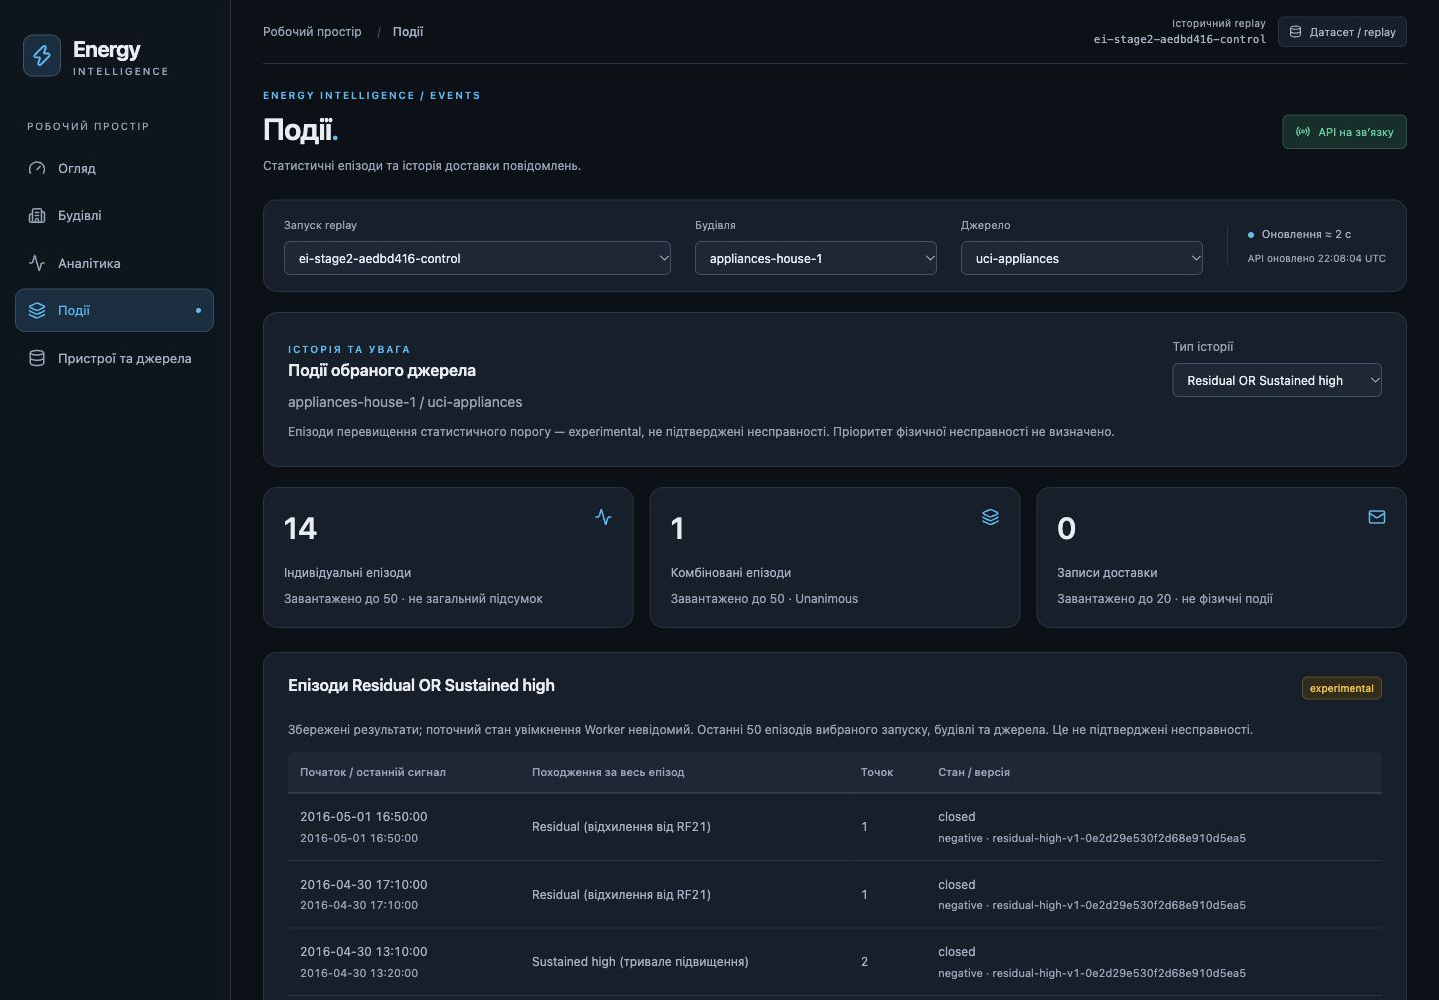 Energy
INTELLIGENCE
РОБОЧИЙ ПРОСТІР
Огляд
Будівлі
Аналітика
Події
Пристрої та джерела
Робочий простір / Події
Історичний replay
ei-stage2-aedbd416-control
Датасет / replay
ENERGY INTELLIGENCE / EVENTS
Події.
Статистичні епізоди та історія доставки повідомлень.
API на зв'язку
Запуск replay
ei-stage2-aedbd416-control
Будівля
appliances-house-1
Джерело
uci-appliances
Оновлення ≈ 2 с
API оновлено 22:08:04 UTC
ІСТОРІЯ ТА УВАГА
Події обраного джерела
appliances-house-1 / uci-appliances
Епізоди перевищення статистичного порогу — experimental, не підтверджені несправності. Пріоритет фізичної несправності не визначено.
Тип історії
Residual OR Sustained high
14
Індивідуальні епізоди
Завантажено до 50 · не загальний підсумок
1
Комбіновані епізоди
Завантажено до 50 · Unanimous
0
Записи доставки
Завантажено до 20 · не фізичні події
Епізоди Residual OR Sustained high
experimental
Збережені результати; поточний стан увімкнення Worker невідомий. Останні 50 епізодів вибраного запуску, будівлі та джерела. Це не підтверджені несправності.
Початок / останній сигнал Походження за весь епізод Точок Стан / версія
2016-05-01 16:50:00
2016-05-01 16:50:00
Residual (відхилення від RF21)
1
closed
negative · residual-high-v1-0e2d29e530f2d68e910d5ea5
2016-04-30 17:10:00
2016-04-30 17:10:00
Residual (відхилення від RF21)
1
closed
negative · residual-high-v1-0e2d29e530f2d68e910d5ea5
2016-04-30 13:10:00
2016-04-30 13:20:00
Sustained high (тривале підвищення)
2
closed
negative · residual-high-v1-0e2d29e530f2d68e910d5ea5